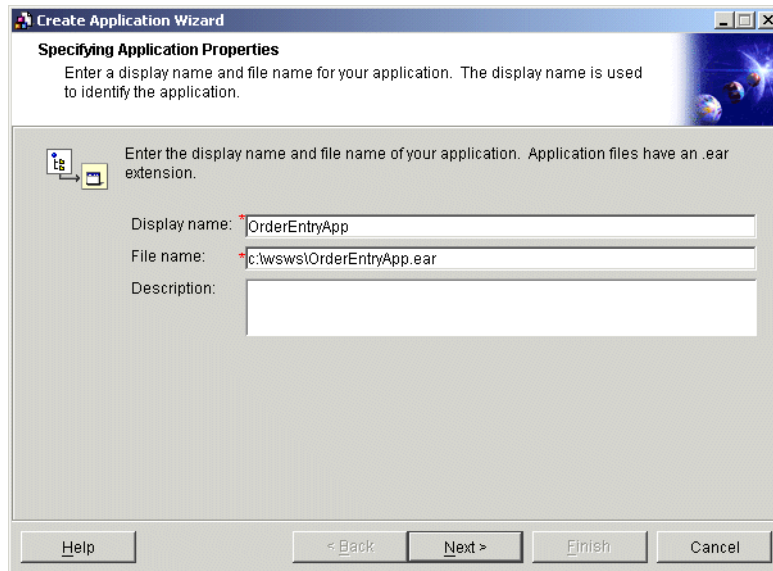 Create Application Wizard
Specifying Application Properties
Enter a display name and file name for your application. The display name is used
to identify the application.
Enter the display name and file name of your application. Application files have an .ear
extension.
Display name: *OrderEntryApp
File name: *c:\wsws\OrderEntryApp.ear
Description:
Help < Back Next > Finish Cancel